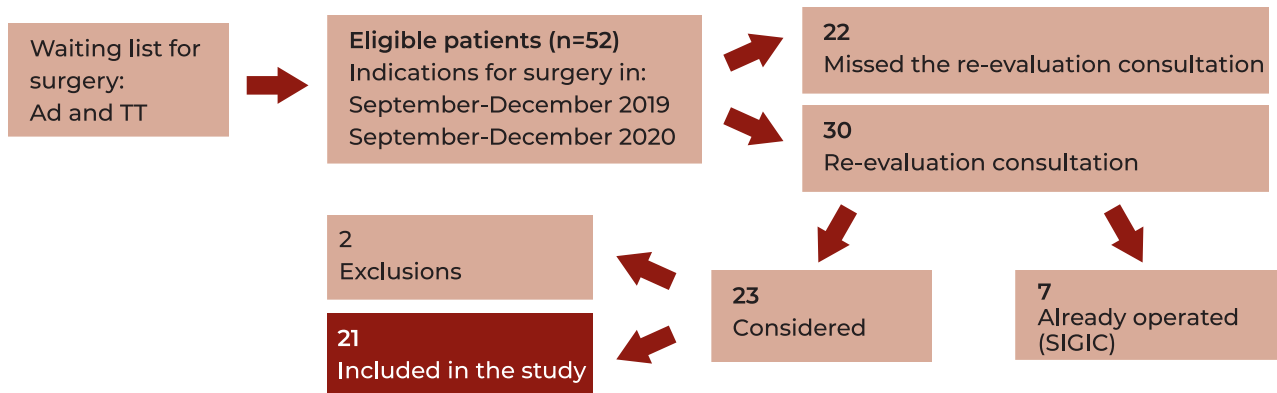 Waiting list for
surgery:
Ad and TT
Eligible patients (n=52)
Indications for surgery in:
September-December 2019
September-December 2020
22
Missed the re-evaluation consultation
30
Re-evaluation consultation
2
Exclusions
21
Included in the study
23
Considered
7
Already operated
(SIGIC)